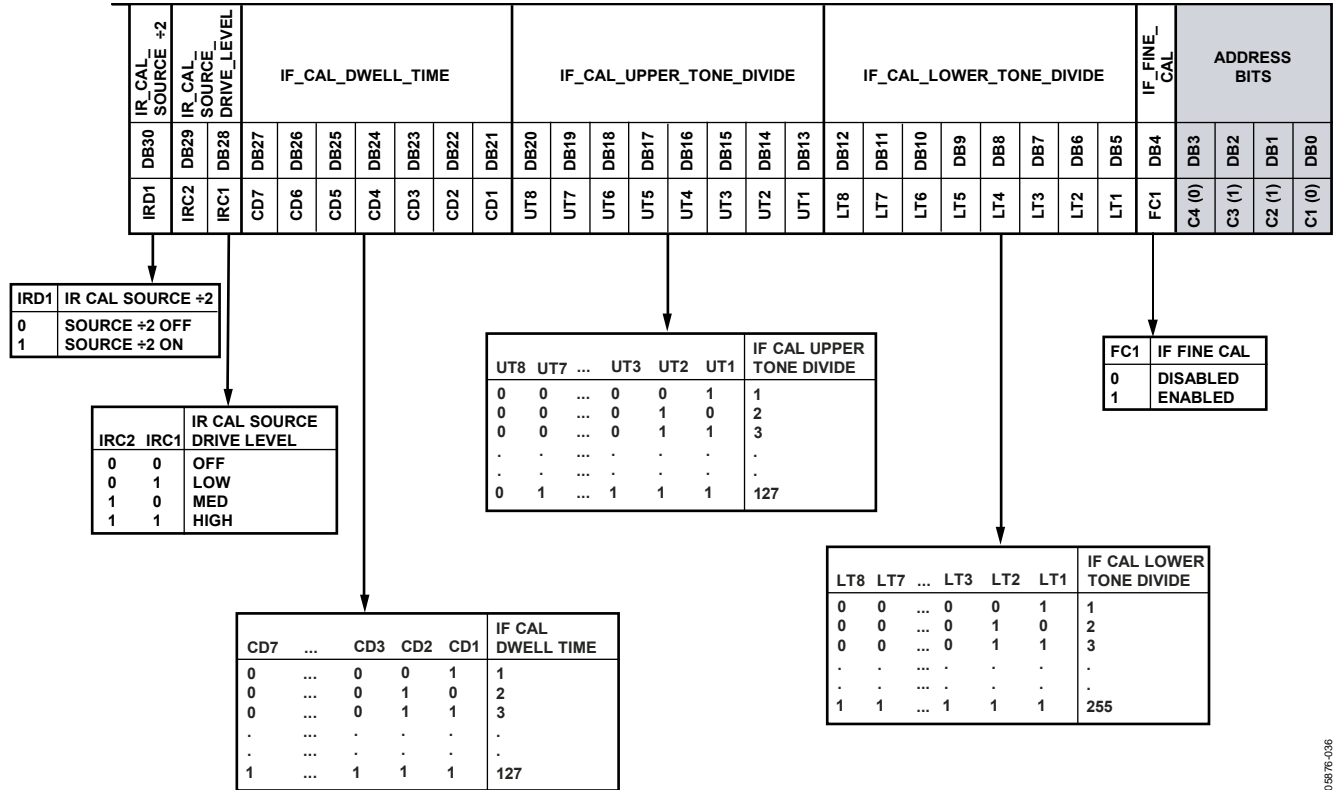 IR_CAL_
SOURCE ÷2
IR_CAL_
SOURCE_
DRIVE_LEVEL
IF_CAL_DWELL_TIME
IF_CAL_UPPER_TONE_DIVIDE
IF_CAL_LOWER_TONE_DIVIDE
IF_FINE_
CAL
ADDRESS
BITS
DB30 DB29 DB28 DB27 DB26 DB25 DB24 DB23 DB22 DB21 DB20 DB19 DB18 DB17 DB16 DB15 DB14 DB13 DB12 DB11 DB10 DB9 DB8 DB7 DB6 DB5 DB4 DB3 DB2 DB1 DB0
IRD1 IRC2 IRC1 CD7 CD6 CD5 CD4 CD3 CD2 CD1 UT8 UT7 UT6 UT5 UT4 UT3 UT2 UT1 LT8 LT7 LT6 LT5 LT4 LT3 LT2 LT1 FC1 C4 (0) C3 (1) C2 (1) C1 (0)
IRD1 IR CAL SOURCE ÷2
0 SOURCE ÷2 OFF
1 SOURCE ÷2 ON
IR CAL SOURCE
IRC2 IRC1 DRIVE LEVEL
0 0 OFF
0 1 LOW
1 0 MED
1 1 HIGH
IF CAL
CD7 ... CD3 CD2 CD1 DWELL TIME
0 ... 0 0 1 1
0 ... 0 1 0 2
0 ... 0 1 1 3
. ... . . . .
. ... . . . .
1 ... 1 1 1 127
IF CAL UPPER
UT8 UT7 ... UT3 UT2 UT1 TONE DIVIDE
0 0 ... 0 0 1 1
0 0 ... 0 1 0 2
0 0 ... 0 1 1 3
. . ... . . . .
. . ... . . . .
0 1 ... 1 1 1 127
IF CAL LOWER
LT8 LT7 ... LT3 LT2 LT1 TONE DIVIDE
0 0 ... 0 0 1 1
0 0 ... 0 1 0 2
0 0 ... 0 1 1 3
. . ... . . . .
. . ... . . . .
1 1 ... 1 1 1 255
FC1 IF FINE CAL
0 DISABLED
1 ENABLED
05876-036